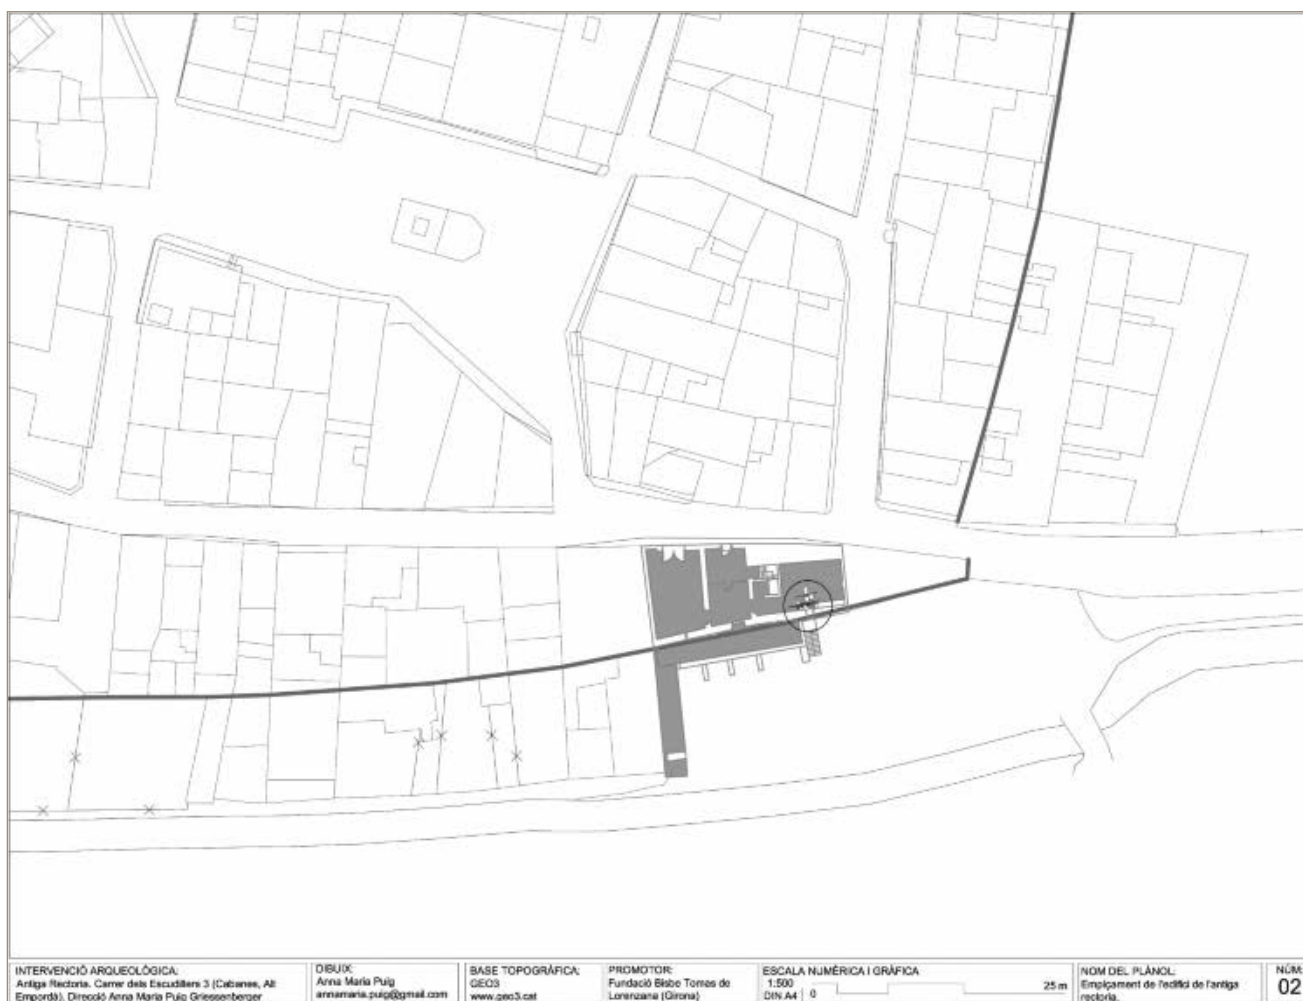 INTERVENCIÓ ARQUEOLÒGICA:
Antiga Rectoria. Carrer dels Escudillers 3 (Cabanes, Alt
Empordà). Direcció Anna Maria Puig Griessenberger
DIBUIX:
Anna Maria Puig
annamaria.puig@gmail.com
BASE TOPOGRÀFICA:
GEO3
www.geo3.cat
PROMOTOR:
Fundació Bisbe Tomas de
Lorenzana (Girona)
ESCALA NUMÈRICA I GRÀFICA
1:500
DIN A4 0 25 m
NOM DEL PLÀNOL:
Emplçament de l'edifici de l'antiga
rectoria.
NÚM:
02